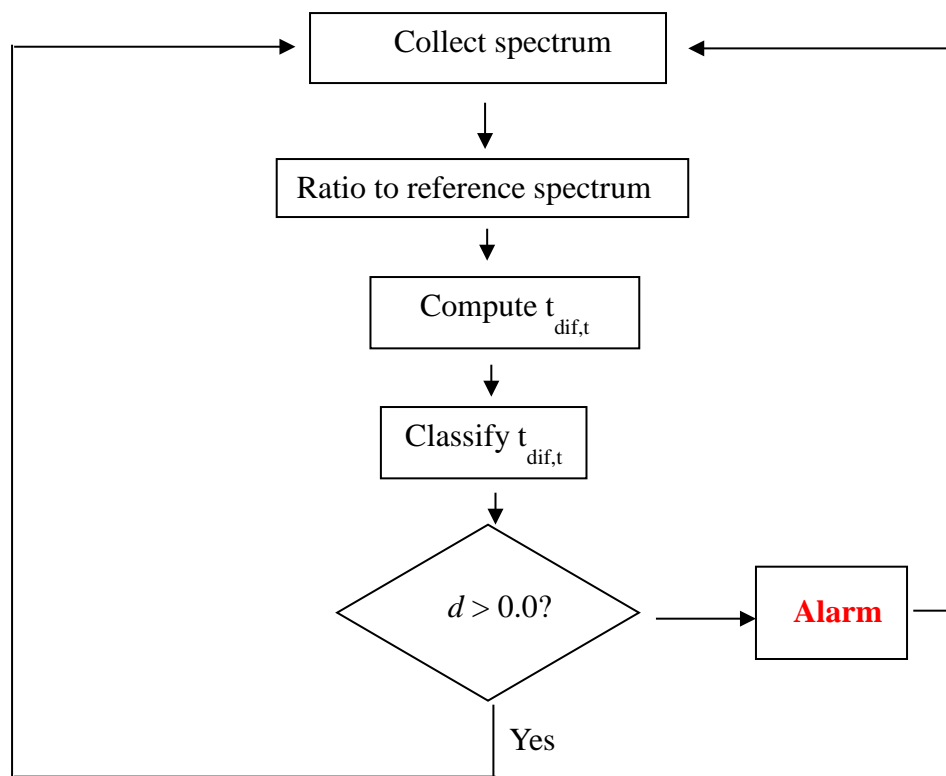 Collect spectrum
Ratio to reference spectrum
Compute t dif,t
Classify t dif,t
d > 0.0?
Alarm
Yes